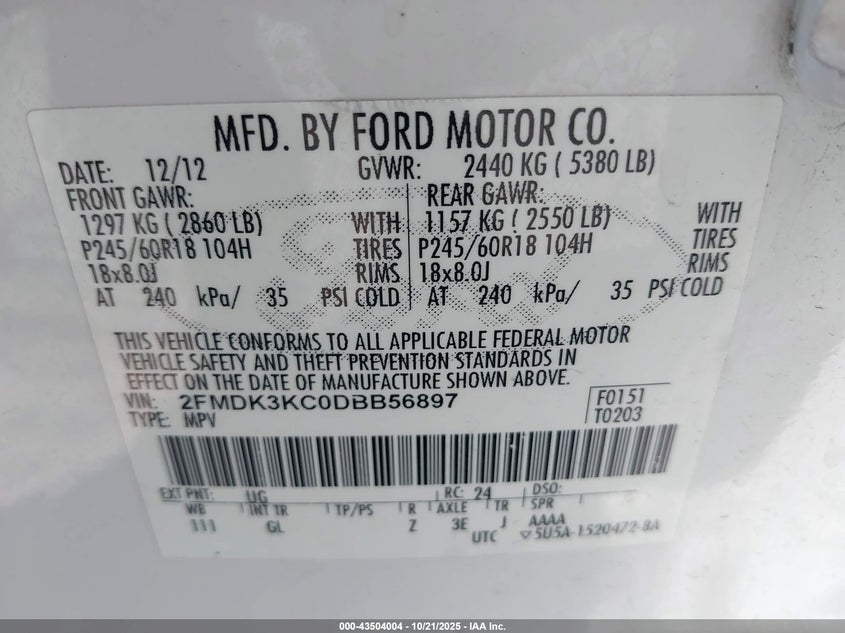 MFD. BY FORD MOTOR CO.
DATE: 12/12 GVWR: 2440 KG ( 5380 LB)
FRONT GAWR: REAR GAWR:
1297 KG ( 2860 LB) WITH 1157 KG ( 2550 LB) WITH
P245/60R18 104H TIRES P245/60R18 104H TIRES
18x8.0J RIMS 18x8.0J RIMS
AT 240 kPa/ 35 PSI COLD AT 240 kPa/ 35 PSI COLD
THIS VEHICLE CONFORMS TO ALL APPLICABLE FEDERAL MOTOR
VEHICLE SAFETY AND THEFT PREVENTION STANDARDS IN
EFFECT ON THE DATE OF MANUFACTURE SHOWN ABOVE.
VIN: 2FMDK3KC0DBB56897 F0151
TYPE: MPV T0203
EXT PNT: UG RC: 24 DSO:
WB INT TR TP/PS R AXLE TR SPR
111 GL Z 3E J AAAA
UTC ▽5U5A-1520472-BA
000-43504004 | 10/21/2025 - IAA Inc.